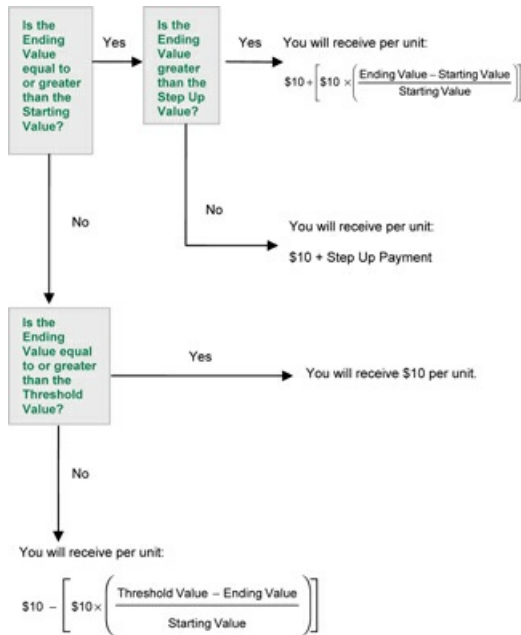 Is the
Ending
Value
equal to
or greater
than the
Starting
Value?
Yes
Is the
Ending
Value
greater
than the
Step Up
Value?
Yes
You will receive per unit:
$10 + [ $10 × ( Ending Value – Starting Value
Starting Value ) ]
No
No
You will receive per unit:
$10 + Step Up Payment
Is the
Ending
Value equal
to or greater
than the
Threshold
Value?
Yes
You will receive $10 per unit.
No
You will receive per unit:
$10 – [ $10 × ( Threshold Value – Ending Value
Starting Value ) ]